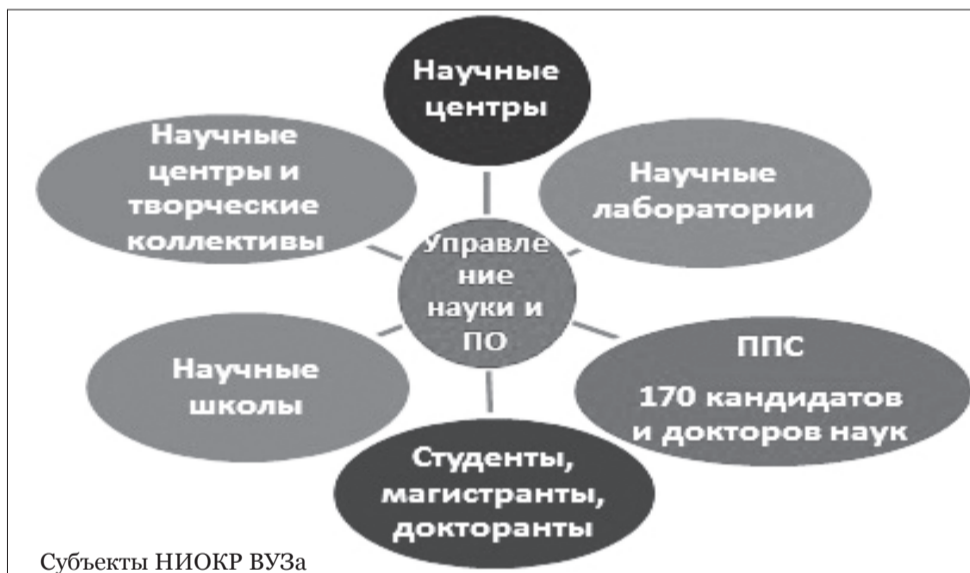 Научные
центры
Научные
центры и
творческие
коллективы
Научные
лаборатории
Управле
ние
науки и
ПО
Научные
школы
ППС
170 кандидатов
и докторов наук
Студенты,
магистранты,
докторанты
Субъекты НИОКР ВУЗа